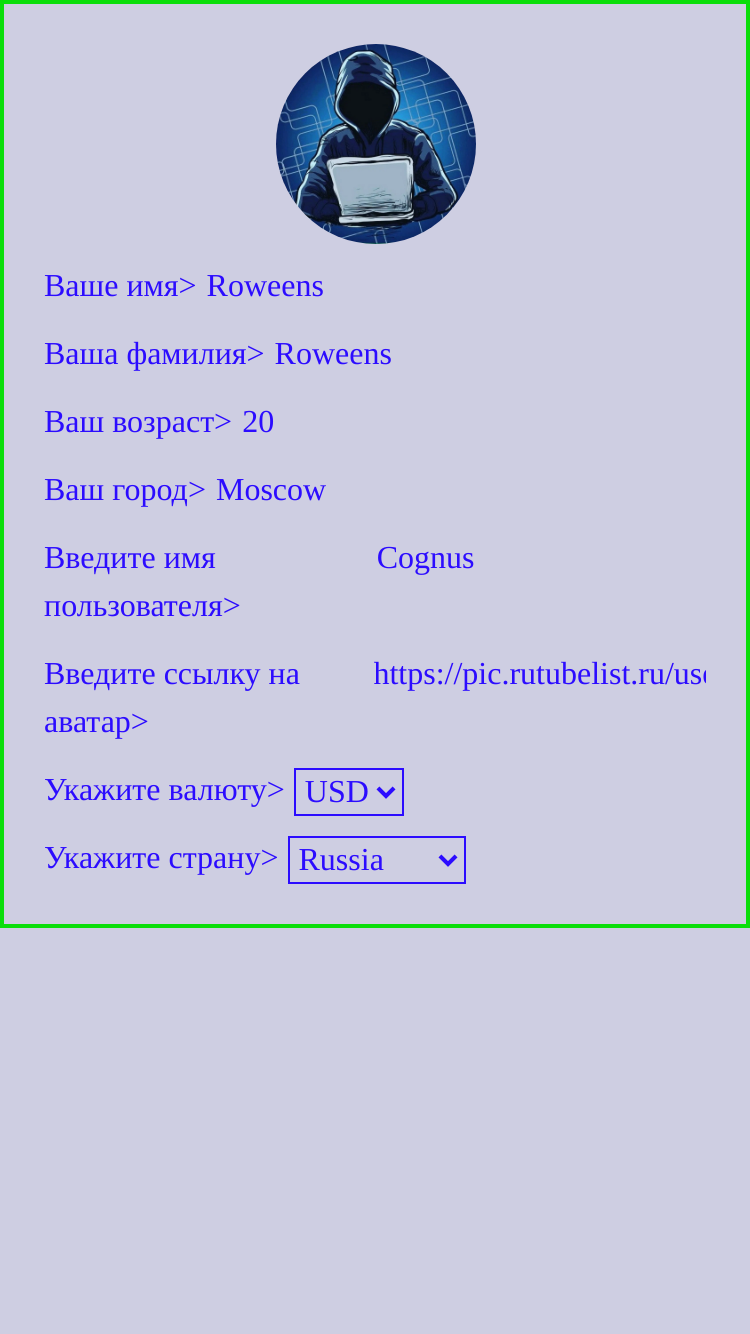 Ваше имя> Roweens
Ваша фамилия> Roweens
Ваш возраст> 20
Ваш город> Moscow
Введите имя Cognus
пользователя>
Введите ссылку на https://pic.rutubelist.ru/us
аватар>
Укажите валюту> USD
Укажите страну> Russia